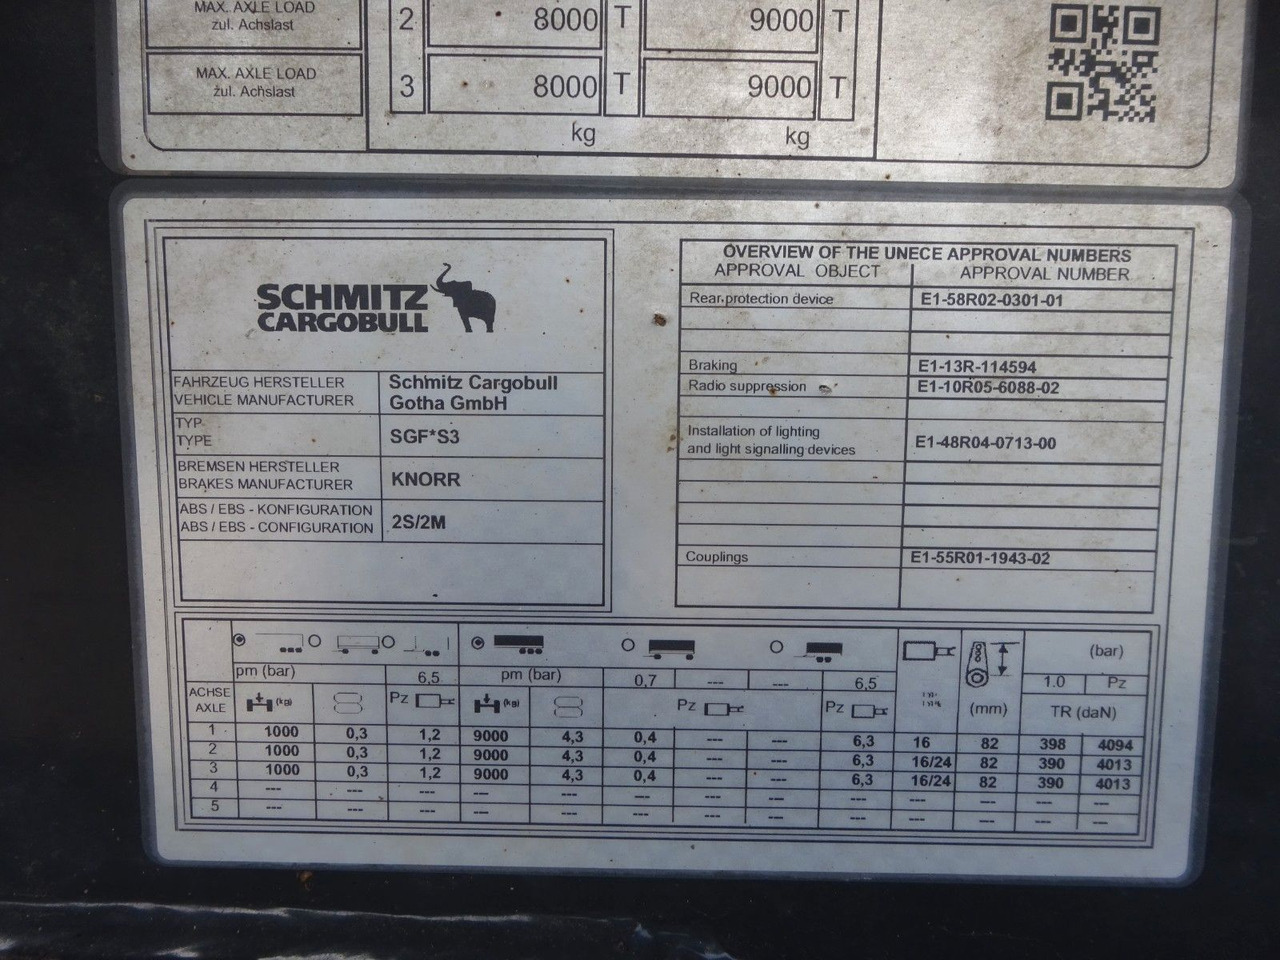 MAX. AXLE LOAD 2 8000 T 9000 T
zul. Achslast
MAX. AXLE LOAD 3 8000 T 9000 T
zul. Achslast
kg kg
SCHMITZ
CARGOBULL
FAHRZEUG HERSTELLER Schmitz Cargobull
VEHICLE MANUFACTURER Gotha GmbH
TYP
TYPE SGF*S3
BREMSEN HERSTELLER
BRAKES MANUFACTURER KNORR
ABS / EBS - KONFIGURATION
ABS / EBS - CONFIGURATION 2S/2M
OVERVIEW OF THE UNECE APPROVAL NUMBERS
APPROVAL OBJECT APPROVAL NUMBER
Rear protection device E1-58R02-0301-01
Braking E1-13R-114594
Radio suppression E1-10R05-6088-02
Installation of lighting
and light signalling devices E1-48R04-0713-00
Couplings E1-55R01-1943-02
(bar)
pm (bar) 6,5 pm (bar) 0,7 --- --- 6,5 1.0 Pz
ACHSE
AXLE (kg) Pz (kg) Pz Pz (mm) TR (daN)
1 1000 0,3 1,2 9000 4,3 0,4 --- --- 6,3 16 82 398 4094
2 1000 0,3 1,2 9000 4,3 0,4 --- --- 6,3 16/24 82 390 4013
3 1000 0,3 1,2 9000 4,3 0,4 --- --- 6,3 16/24 82 390 4013
4 --- --- --- --- --- --- --- --- --- --- --- --- ---
5 --- --- --- --- --- --- --- --- --- --- --- --- ---